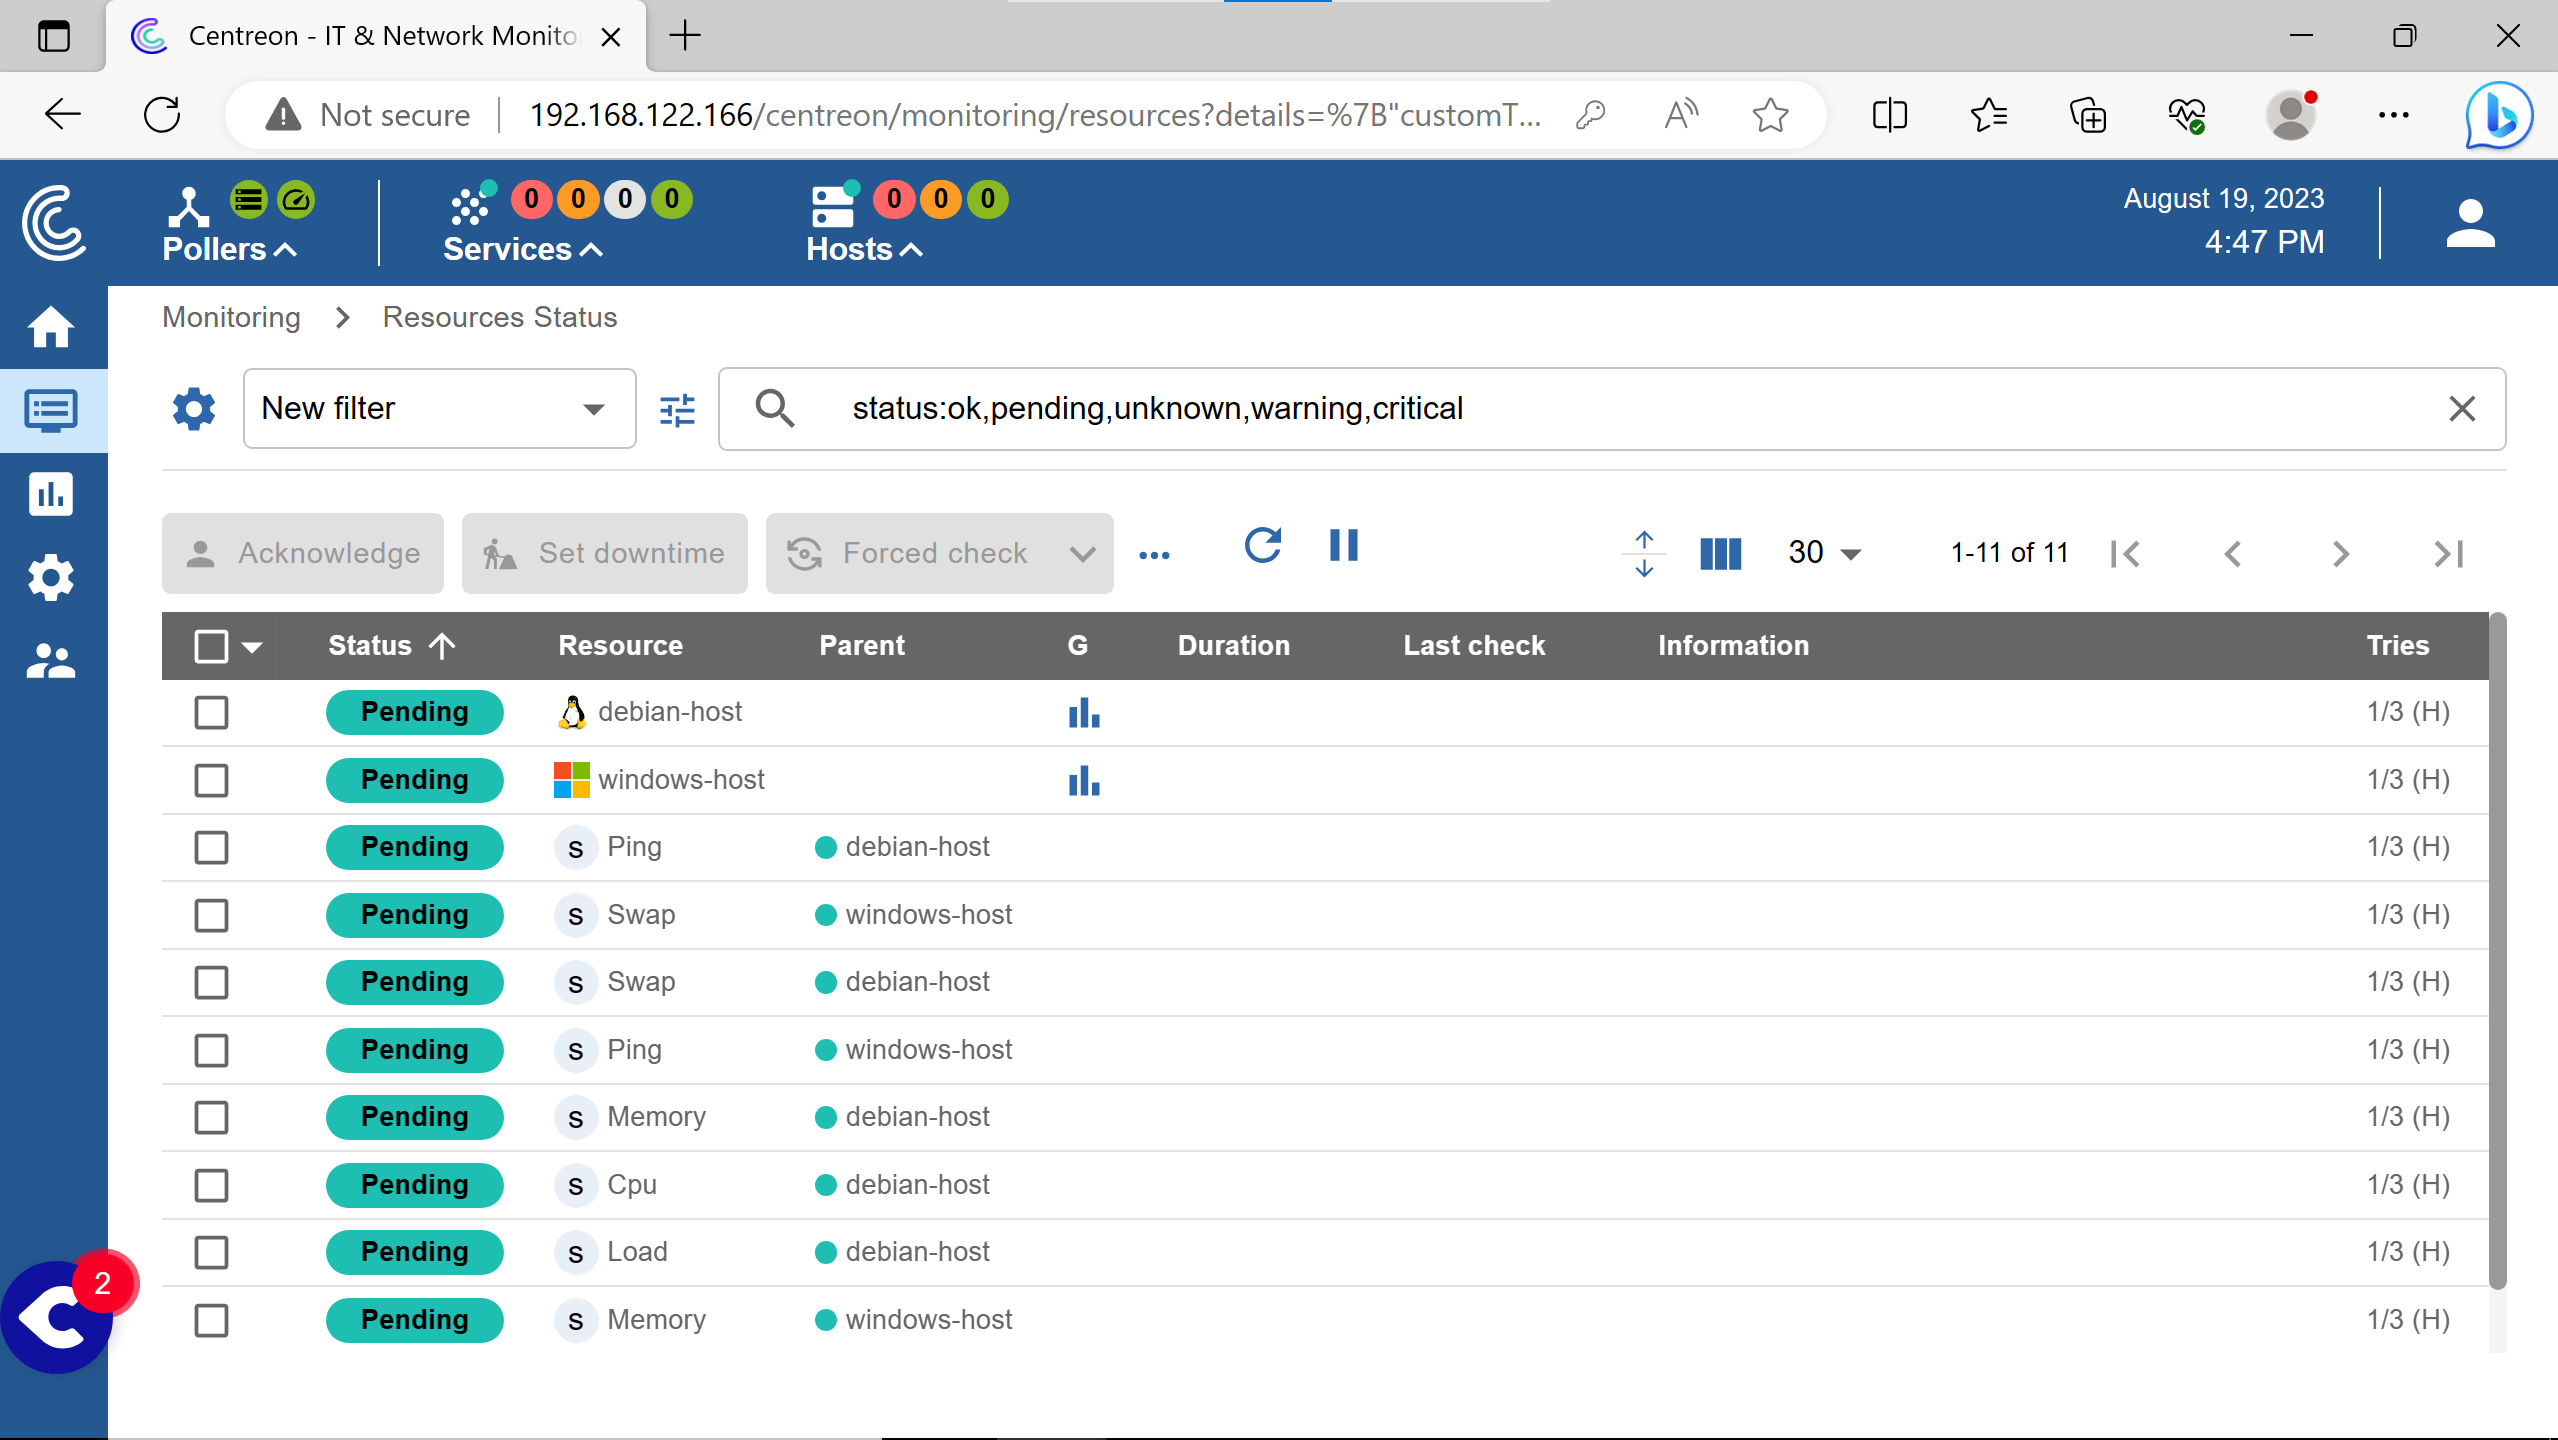 Centreon - IT & Network Monito
Not secure 192.168.122.166/centreon/monitoring/resources?details=%7B"customT...
Pollers
0 0 0 0
Services
0 0 0
Hosts
August 19, 2023
4:47 PM
Monitoring > Resources Status
New filter
status:ok,pending,unknown,warning,critical
Acknowledge Set downtime Forced check 30 1-11 of 11
Status Resource Parent G Duration Last check Information Tries
Pending debian-host 1/3 (H)
Pending windows-host 1/3 (H)
Pending S Ping debian-host 1/3 (H)
Pending S Swap windows-host 1/3 (H)
Pending S Swap debian-host 1/3 (H)
Pending S Ping windows-host 1/3 (H)
Pending S Memory debian-host 1/3 (H)
Pending S Cpu debian-host 1/3 (H)
Pending S Load debian-host 1/3 (H)
Pending S Memory windows-host 1/3 (H)
2